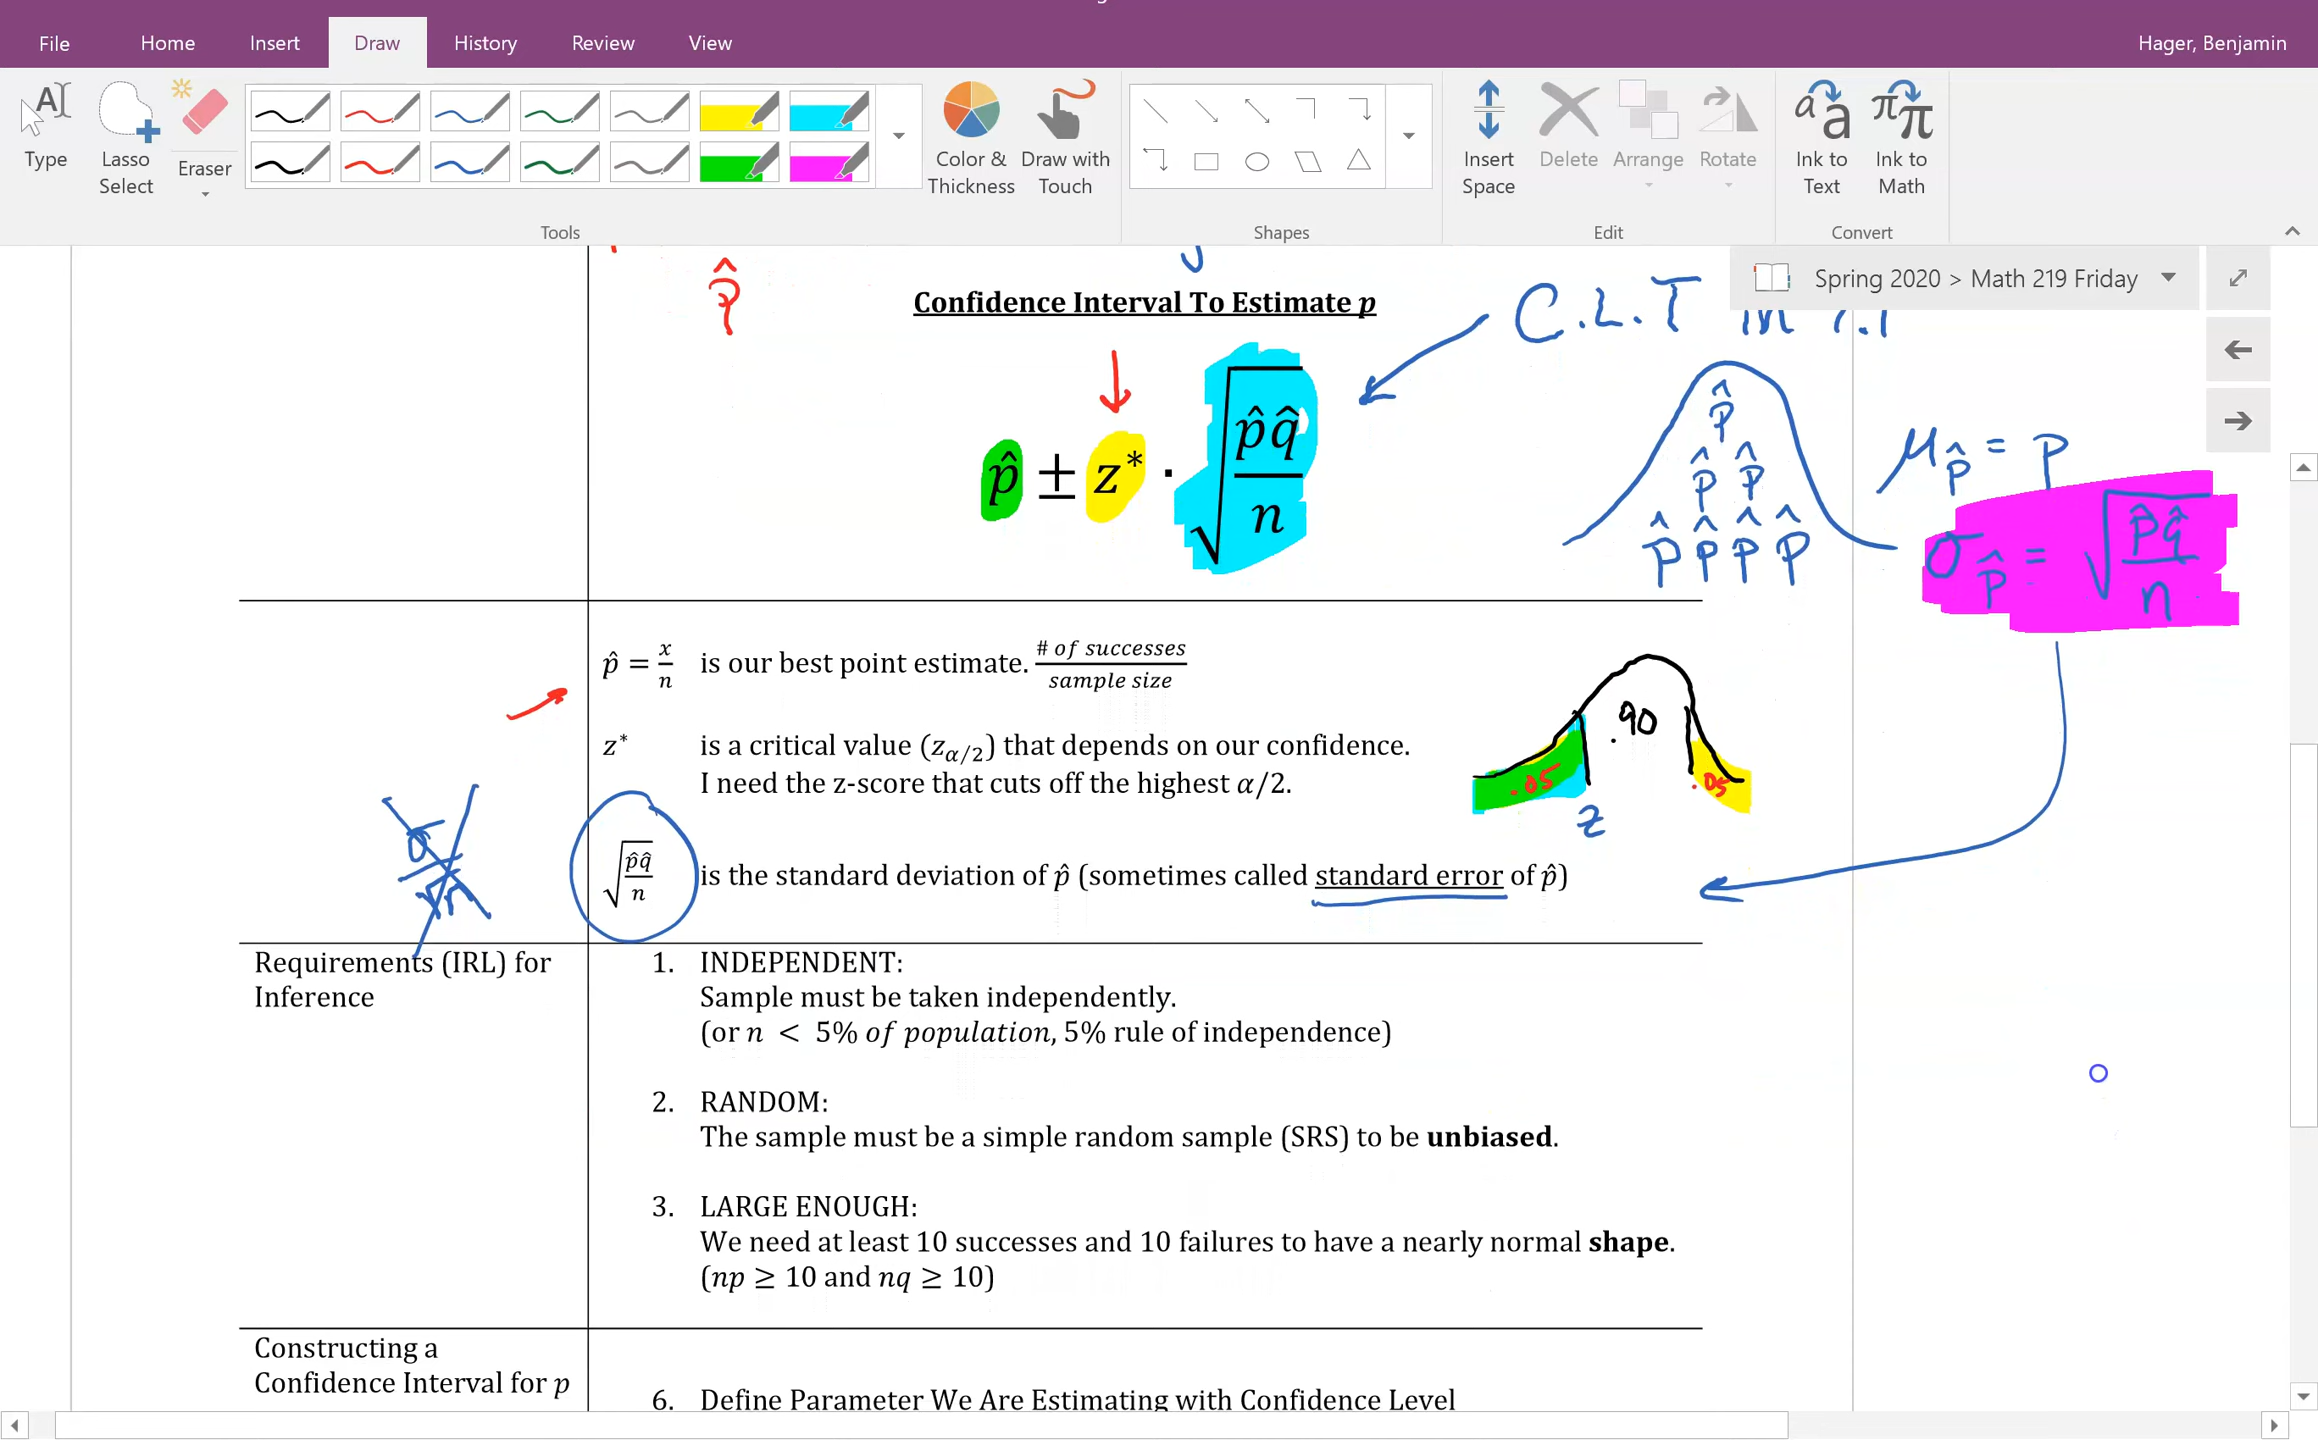 File Home Insert Draw History Review View Hager, Benjamin
Type
Lasso Select
Eraser
Color & Thickness
Draw with Touch
Insert Space
Delete
Arrange
Rotate
Ink to Text
Ink to Math
Tools Shapes Edit Convert
Spring 2020 > Math 219 Friday
p̂
Confidence Interval To Estimate p
C.L.T
p̂ ± z* · √(p̂q̂/n)
p̂
p̂ p̂
p̂ p̂ p̂ p̂
μp̂ = p
σp̂ = √(p̂q̂/n)
p̂ = x/n is our best point estimate. # of successes/sample size
z* is a critical value (zα/2) that depends on our confidence.
I need the z-score that cuts off the highest α/2.
.90
.05 .05
z
σ/√n
√(p̂q̂/n) is the standard deviation of p̂ (sometimes called standard error of p̂)
Requirements (IRL) for
Inference
1. INDEPENDENT:
Sample must be taken independently.
(or n < 5% of population, 5% rule of independence)
2. RANDOM:
The sample must be a simple random sample (SRS) to be unbiased.
3. LARGE ENOUGH:
We need at least 10 successes and 10 failures to have a nearly normal shape.
(np ≥ 10 and nq ≥ 10)
Constructing a
Confidence Interval for p
6. Define Parameter We Are Estimating with Confidence Level